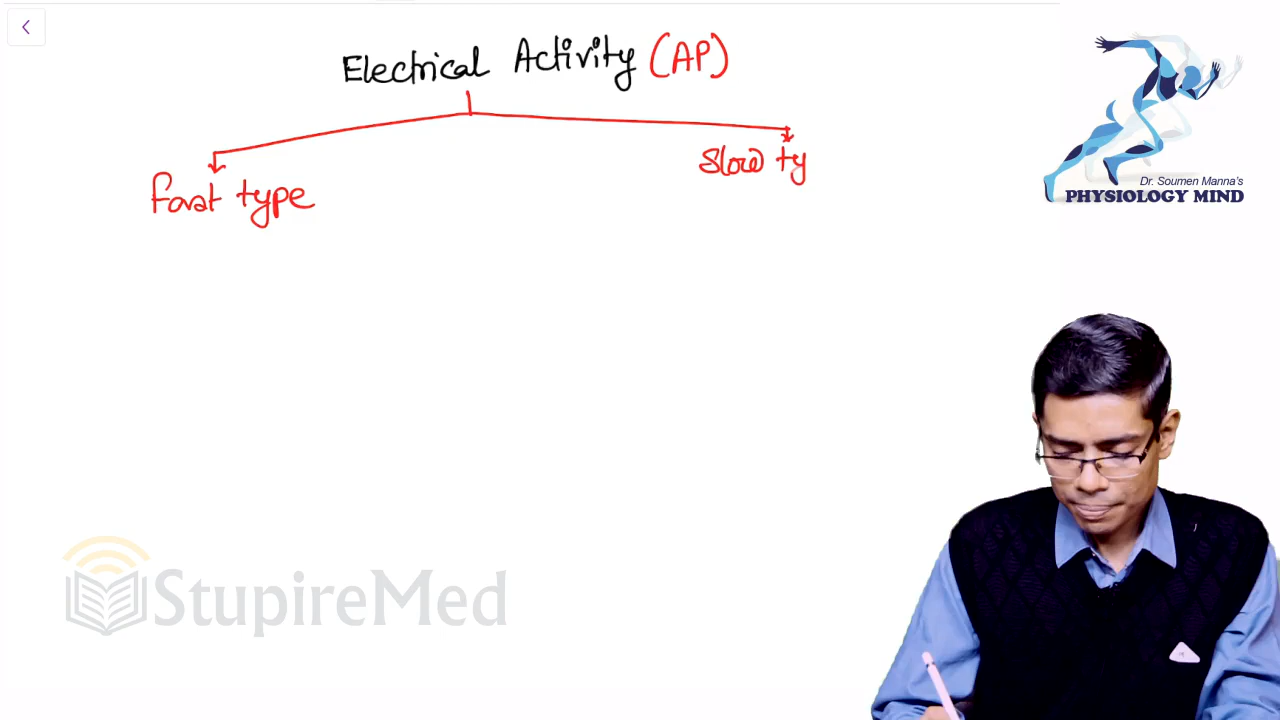 Electrical Activity (AP)
Slow ty
Fast type
Dr. Soumen Manna's
PHYSIOLOGY MIND
StupireMed